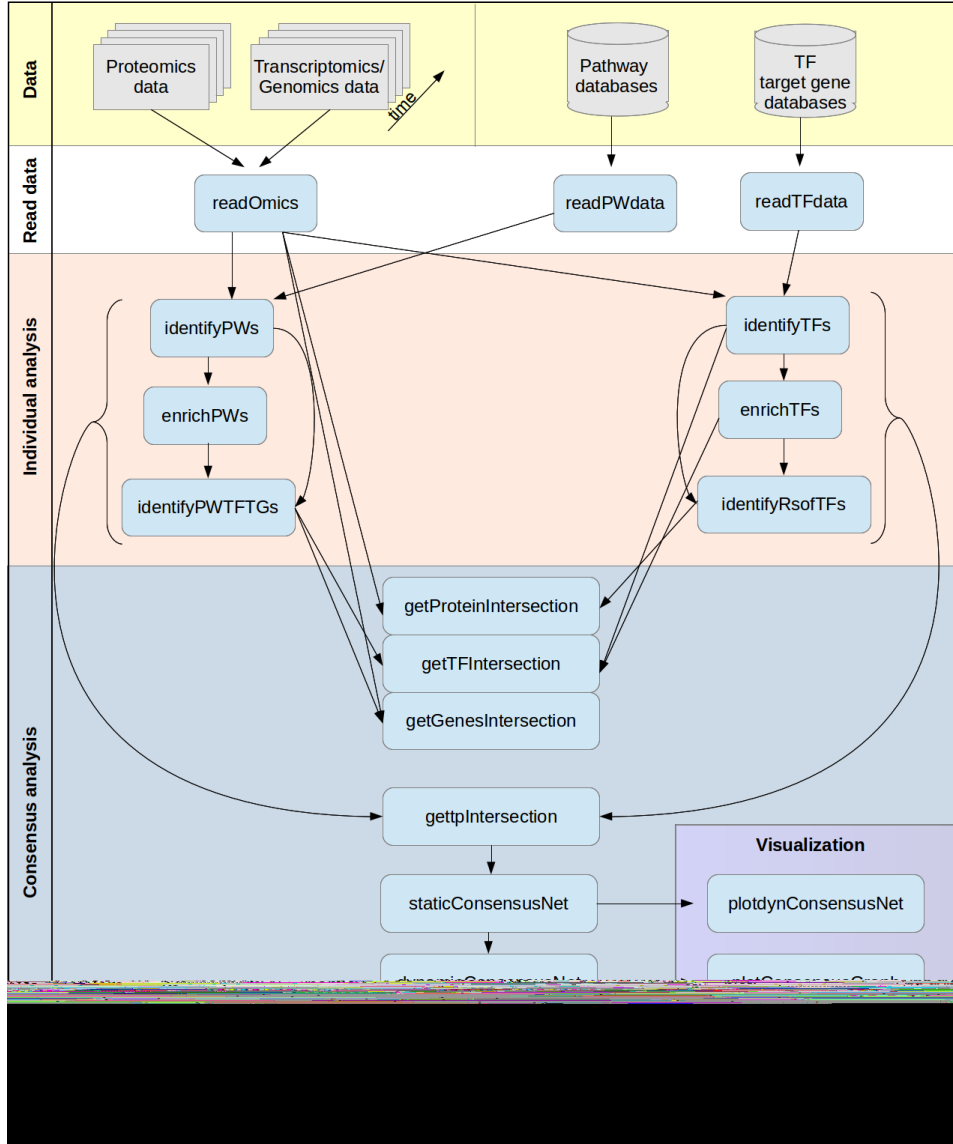 Data
Proteomics
data
Transcriptomics/
Genomics data
time
Pathway
databases
TF
target gene
databases
Read data
readOmics
readPWdata
readTFdata
Individual analysis
identifyPWs
enrichPWs
identifyPWTFTGs
identifyTFs
enrichTFs
identifyRsofTFs
Consensus analysis
getProteinIntersection
getTFIntersection
getGenesIntersection
gettpIntersection
staticConsensusNet
Visualization
plotdynConsensusNet